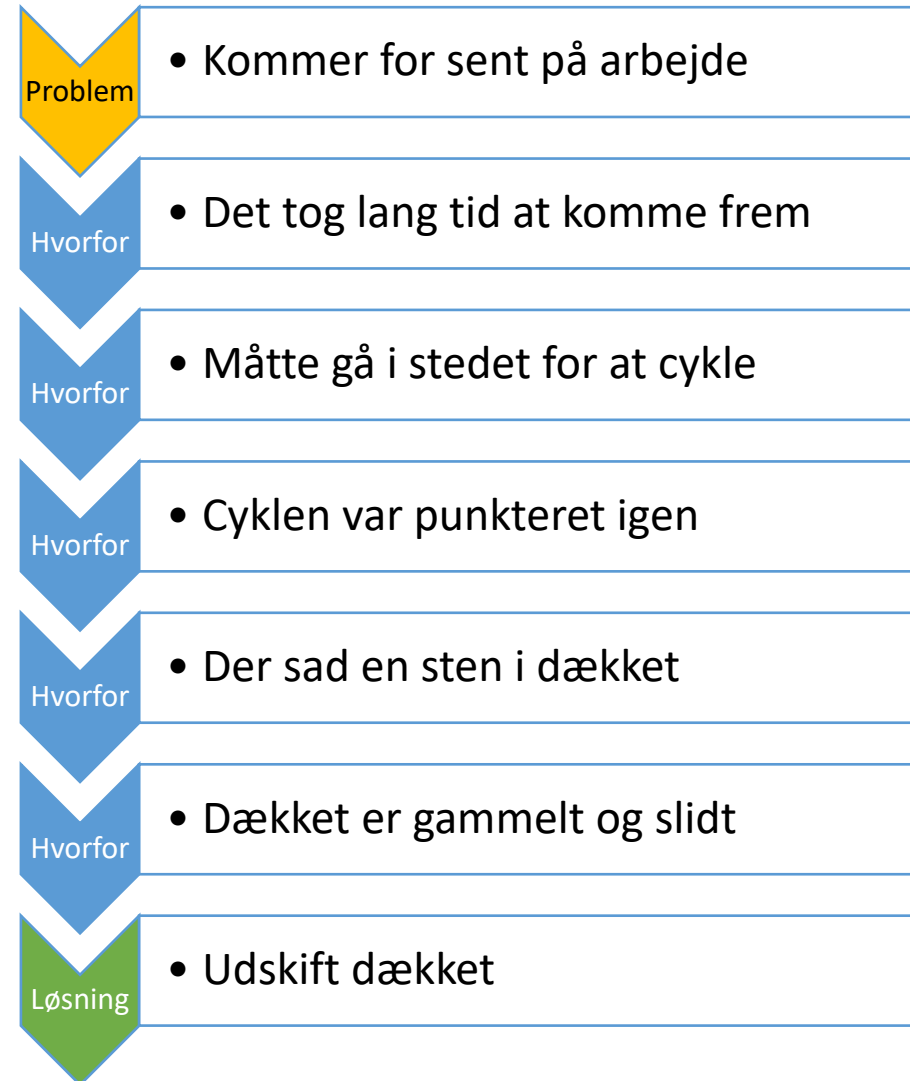 Problem
• Kommer for sent på arbejde
Hvorfor
• Det tog lang tid at komme frem
Hvorfor
• Måtte gå i stedet for at cykle
Hvorfor
• Cyklen var punkteret igen
Hvorfor
• Der sad en sten i dækket
Hvorfor
• Dækket er gammelt og slidt
Løsning
• Udskift dækket